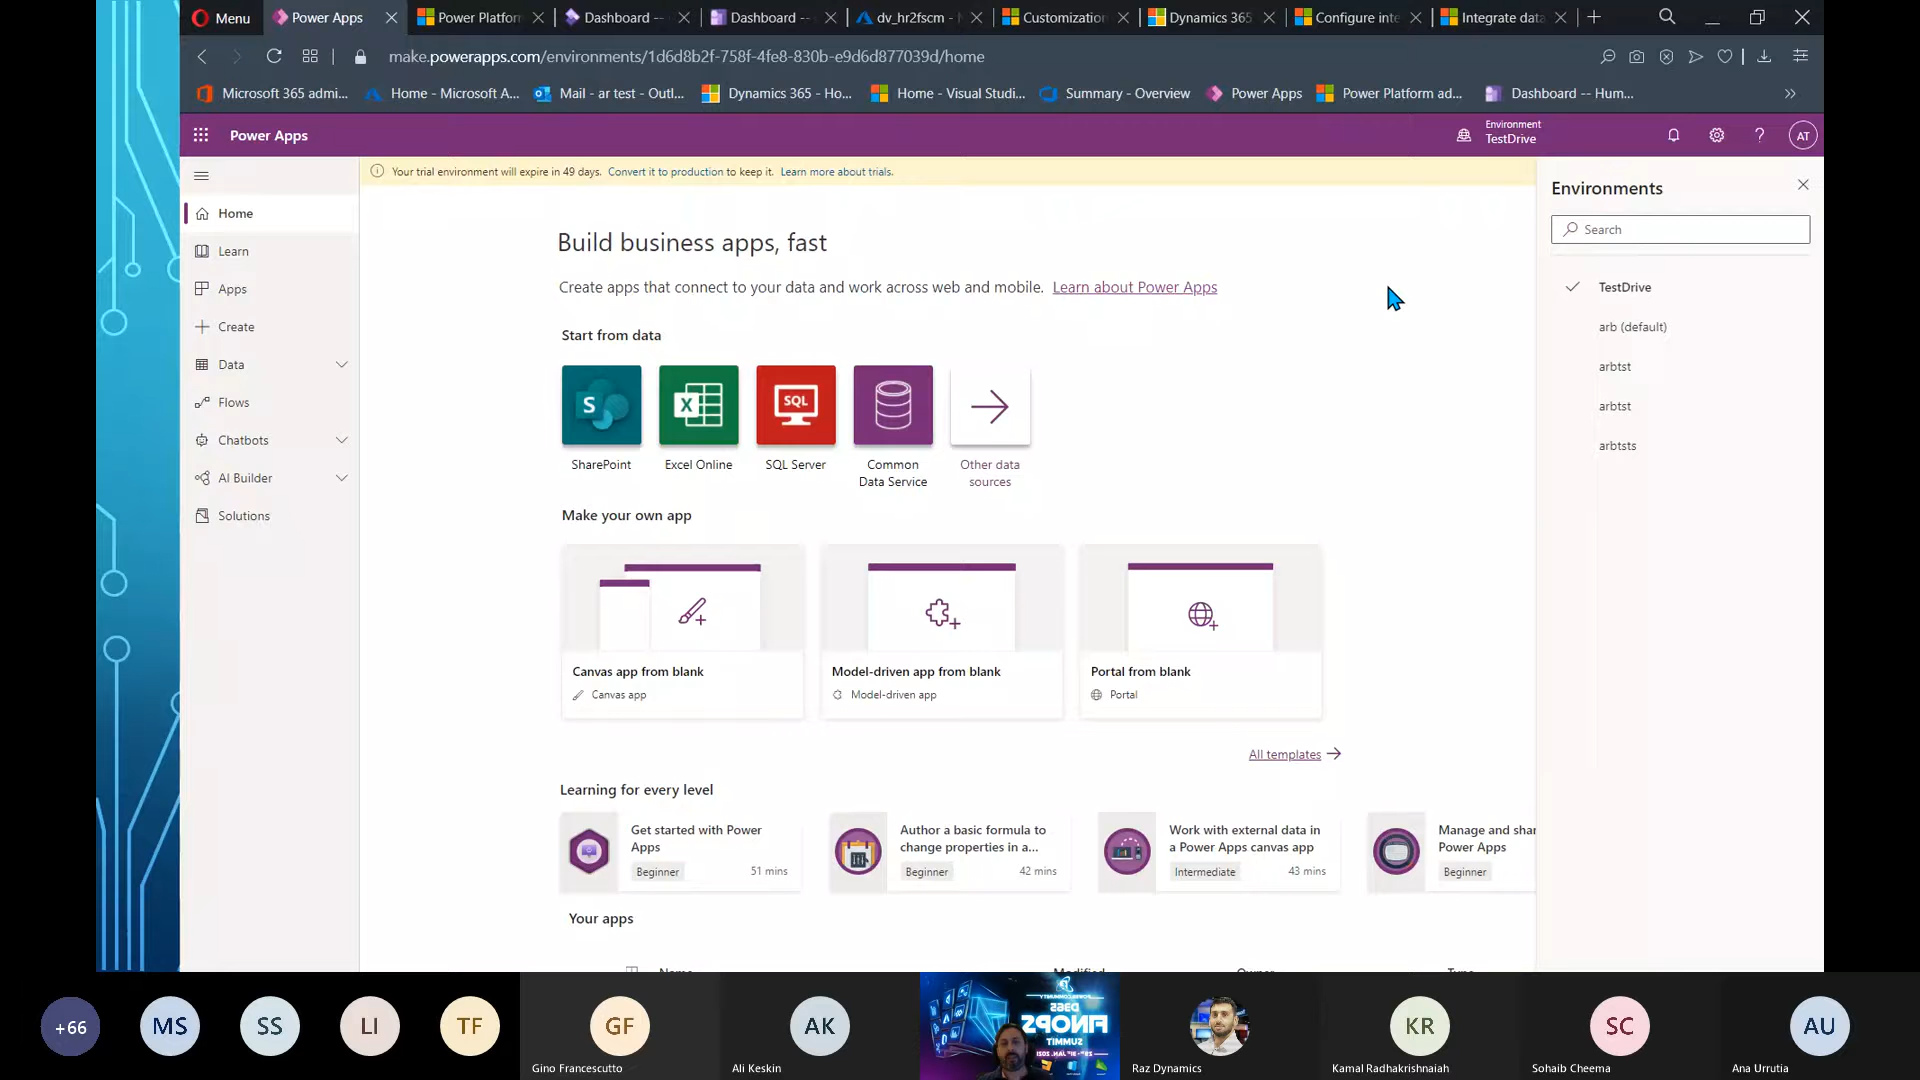 Menu
Power Apps
Power Platforn
Dashboard --
Dashboard --
dv_hr2fscm -
Customization
Dynamics 365
Configure inte
Integrate data
make.powerapps.com/environments/1d6d8b2f-758f-4fe8-830b-e9d6d877039d/home
Microsoft 365 admi...
Home - Microsoft A...
Mail - ar test - Outl...
Dynamics 365 - Ho...
Home - Visual Studi...
Summary - Overview
Power Apps
Power Platform ad...
Dashboard -- Hum...
Power Apps
Environment
TestDrive
AT
Your trial environment will expire in 49 days. Convert it to production to keep it. Learn more about trials.
Home
Learn
Apps
Create
Data
Flows
Chatbots
AI Builder
Solutions
Build business apps, fast
Create apps that connect to your data and work across web and mobile. Learn about Power Apps
Start from data
S
X
SQL
SharePoint
Excel Online
SQL Server
Common
Data Service
Other data
sources
Make your own app
Canvas app from blank
Canvas app
Model-driven app from blank
Model-driven app
Portal from blank
Portal
All templates
Learning for every level
Get started with Power
Apps
Beginner
51 mins
Author a basic formula to
change properties in a...
Beginner
42 mins
Work with external data in
a Power Apps canvas app
Intermediate
43 mins
Manage and shar
Power Apps
Beginner
Your apps
Name
Modified
Owner
Type
Environments
Search
TestDrive
arb (default)
arbtst
arbtst
arbtsts
+66
MS
SS
LI
TF
GF
Gino Francescutto
AK
Ali Keskin
D365
FINOPS
SUMMIT
Raz Dynamics
KR
Kamal Radhakrishnaiah
SC
Sohaib Cheema
AU
Ana Urrutia